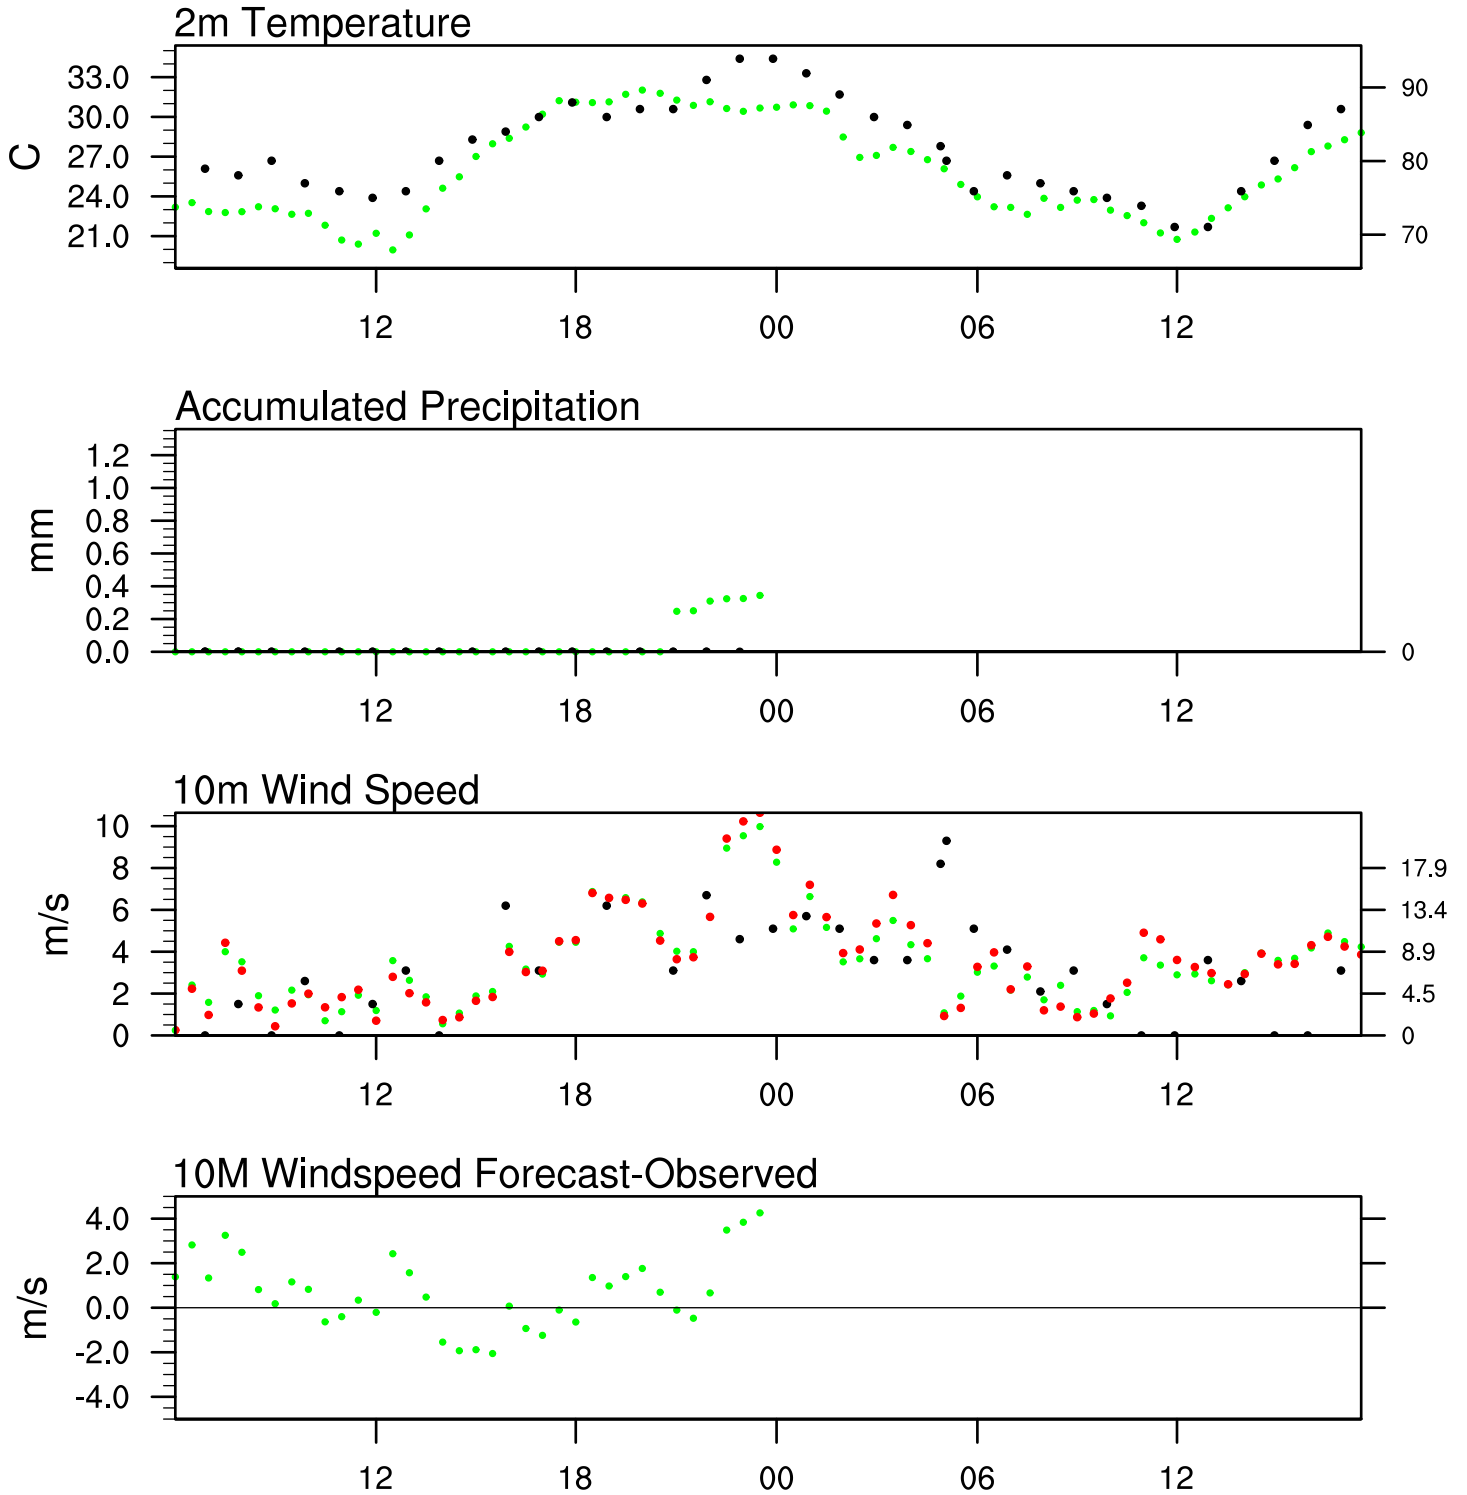 2m Temperature
33.0
30.0
27.0
24.0
21.0
C
90
80
70
12 18 00 06 12
Accumulated Precipitation
1.2
1.0
0.8
0.6
0.4
0.2
0.0
mm
0
12 18 00 06 12
10m Wind Speed
10
8
6
4
2
0
m/s
17.9
13.4
8.9
4.5
0
12 18 00 06 12
10M Windspeed Forecast-Observed
4.0
2.0
0.0
-2.0
-4.0
m/s
12 18 00 06 12